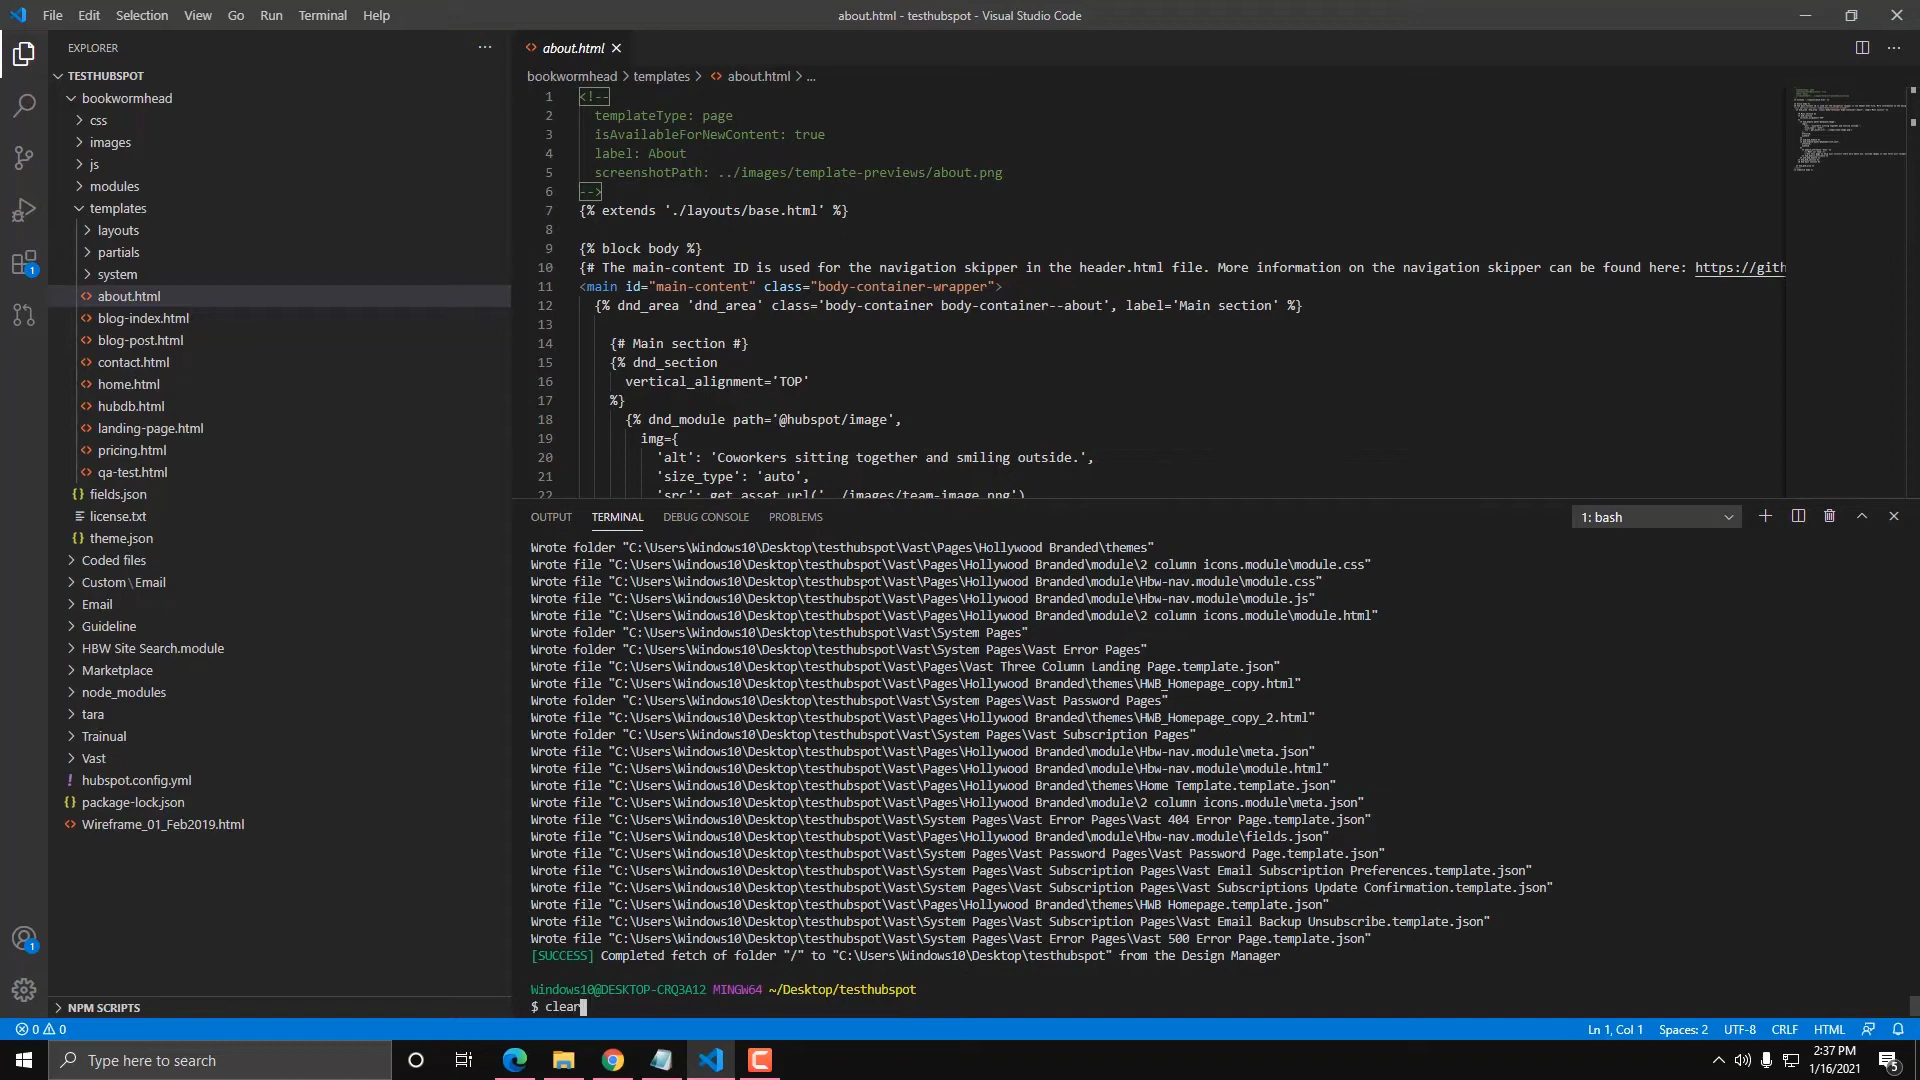 File Edit Selection View Go Run Terminal Help
about.html - testhubspot - Visual Studio Code
EXPLORER
TESTHUBSPOT
bookwormhead
css
images
js
modules
templates
layouts
partials
system
about.html
blog-index.html
blog-post.html
contact.html
home.html
hubdb.html
landing-page.html
pricing.html
qa-test.html
fields.json
license.txt
theme.json
Coded files
Custom\Email
Email
Guideline
HBW Site Search.module
Marketplace
node_modules
tara
Trainual
Vast
hubspot.config.yml
package-lock.json
Wireframe_01_Feb2019.html
NPM SCRIPTS
about.html
bookwormhead > templates > about.html > ...
1 <!--
2 templateType: page
3 isAvailableForNewContent: true
4 label: About
5 screenshotPath: ../images/template-previews/about.png
6 -->
7 {% extends './layouts/base.html' %}
8
9 {% block body %}
10 {# The main-content ID is used for the navigation skipper in the header.html file. More information on the navigation skipper can be found here: https://gith
11 <main id="main-content" class="body-container-wrapper">
12 {% dnd_area 'dnd_area' class='body-container body-container--about', label='Main section' %}
13
14 {# Main section #}
15 {% dnd_section
16 vertical_alignment='TOP'
17 %}
18 {% dnd_module path='@hubspot/image',
19 img={
20 'alt': 'Coworkers sitting together and smiling outside.',
21 'size_type': 'auto',
22 'src': get_asset_url('../images/team-image.png')
OUTPUT TERMINAL DEBUG CONSOLE PROBLEMS
1: bash
Wrote folder "C:\Users\Windows10\Desktop\testhubspot\Vast\Pages\Hollywood Branded\themes"
Wrote file "C:\Users\Windows10\Desktop\testhubspot\Vast\Pages\Hollywood Branded\module\2 column icons.module\module.css"
Wrote file "C:\Users\Windows10\Desktop\testhubspot\Vast\Pages\Hollywood Branded\module\Hbw-nav.module\module.css"
Wrote file "C:\Users\Windows10\Desktop\testhubspot\Vast\Pages\Hollywood Branded\module\Hbw-nav.module\module.js"
Wrote file "C:\Users\Windows10\Desktop\testhubspot\Vast\Pages\Hollywood Branded\module\2 column icons.module\module.html"
Wrote folder "C:\Users\Windows10\Desktop\testhubspot\Vast\System Pages"
Wrote folder "C:\Users\Windows10\Desktop\testhubspot\Vast\System Pages\Vast Error Pages"
Wrote file "C:\Users\Windows10\Desktop\testhubspot\Vast\Pages\Vast Three Column Landing Page.template.json"
Wrote file "C:\Users\Windows10\Desktop\testhubspot\Vast\Pages\Hollywood Branded\themes\HWB_Homepage_copy.html"
Wrote folder "C:\Users\Windows10\Desktop\testhubspot\Vast\System Pages\Vast Password Pages"
Wrote file "C:\Users\Windows10\Desktop\testhubspot\Vast\Pages\Hollywood Branded\themes\HWB_Homepage_copy_2.html"
Wrote folder "C:\Users\Windows10\Desktop\testhubspot\Vast\System Pages\Vast Subscription Pages"
Wrote file "C:\Users\Windows10\Desktop\testhubspot\Vast\Pages\Hollywood Branded\module\Hbw-nav.module\meta.json"
Wrote file "C:\Users\Windows10\Desktop\testhubspot\Vast\Pages\Hollywood Branded\module\Hbw-nav.module\module.html"
Wrote file "C:\Users\Windows10\Desktop\testhubspot\Vast\Pages\Hollywood Branded\themes\Home Template.template.json"
Wrote file "C:\Users\Windows10\Desktop\testhubspot\Vast\Pages\Hollywood Branded\module\2 column icons.module\meta.json"
Wrote file "C:\Users\Windows10\Desktop\testhubspot\Vast\System Pages\Vast Error Pages\Vast 404 Error Page.template.json"
Wrote file "C:\Users\Windows10\Desktop\testhubspot\Vast\Pages\Hollywood Branded\module\Hbw-nav.module\fields.json"
Wrote file "C:\Users\Windows10\Desktop\testhubspot\Vast\System Pages\Vast Password Pages\Vast Password Page.template.json"
Wrote file "C:\Users\Windows10\Desktop\testhubspot\Vast\System Pages\Vast Subscription Pages\Vast Email Subscription Preferences.template.json"
Wrote file "C:\Users\Windows10\Desktop\testhubspot\Vast\System Pages\Vast Subscription Pages\Vast Subscriptions Update Confirmation.template.json"
Wrote file "C:\Users\Windows10\Desktop\testhubspot\Vast\Pages\Hollywood Branded\themes\HWB Homepage.template.json"
Wrote file "C:\Users\Windows10\Desktop\testhubspot\Vast\System Pages\Vast Subscription Pages\Vast Email Backup Unsubscribe.template.json"
Wrote file "C:\Users\Windows10\Desktop\testhubspot\Vast\System Pages\Vast Error Pages\Vast 500 Error Page.template.json"
[SUCCESS] Completed fetch of folder "/" to "C:\Users\Windows10\Desktop\testhubspot" from the Design Manager
Windows10@DESKTOP-CRQ3A12 MINGW64 ~/Desktop/testhubspot
$ clear
0 0
Ln 1, Col 1 Spaces: 2 UTF-8 CRLF HTML
Type here to search
2:37 PM
1/16/2021
5